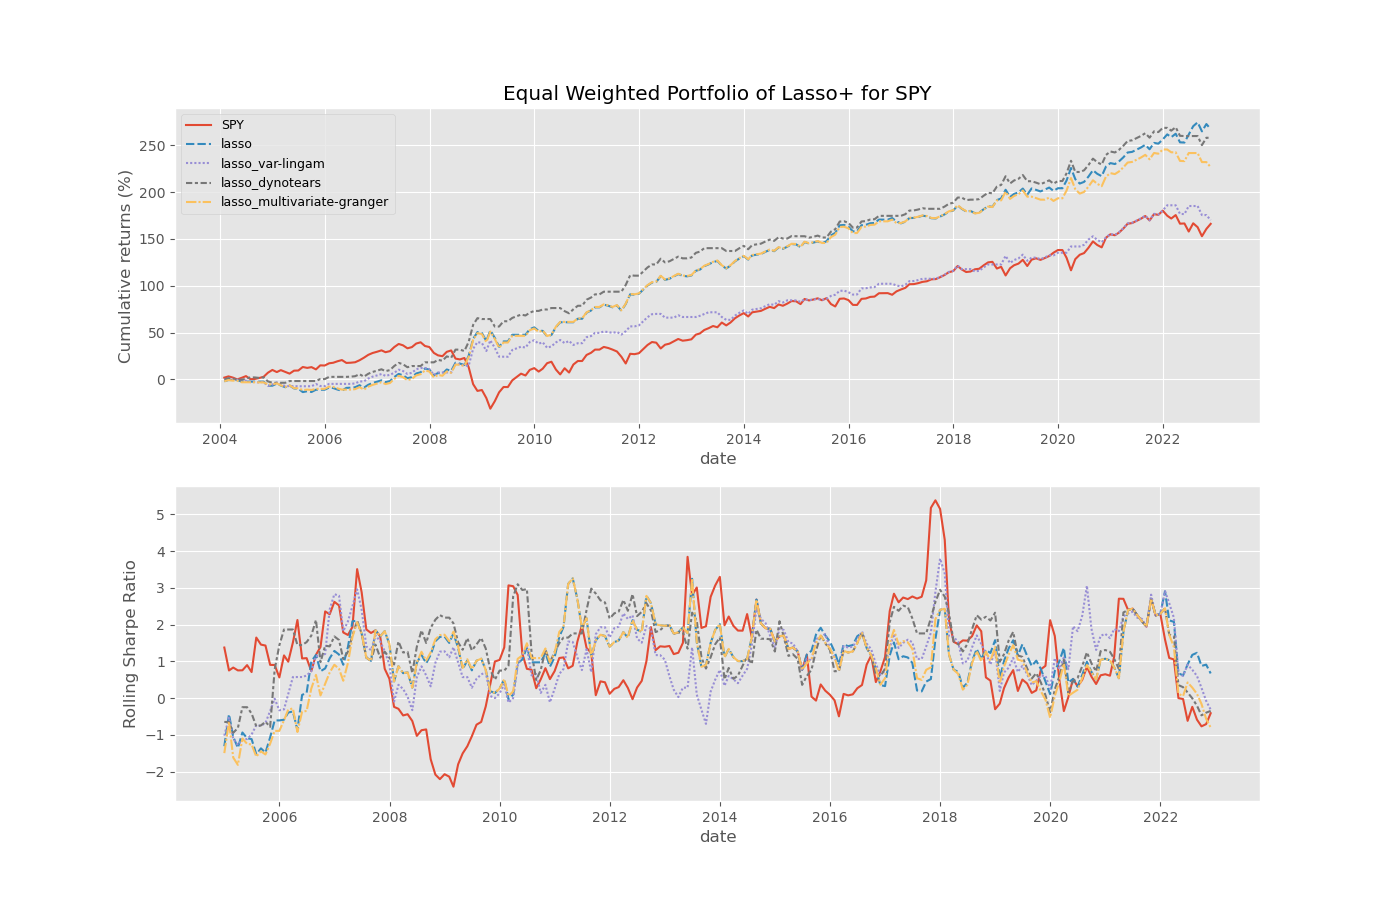 Equal Weighted Portfolio of Lasso+ for SPY
SPY
lasso
lasso_var-lingam
lasso_dynotears
lasso_multivariate-granger
Cumulative returns (%)
250
200
150
100
50
0
2004 2006 2008 2010 2012 2014 2016 2018 2020 2022
date
Rolling Sharpe Ratio
5
4
3
2
1
0
−1
−2
2006 2008 2010 2012 2014 2016 2018 2020 2022
date